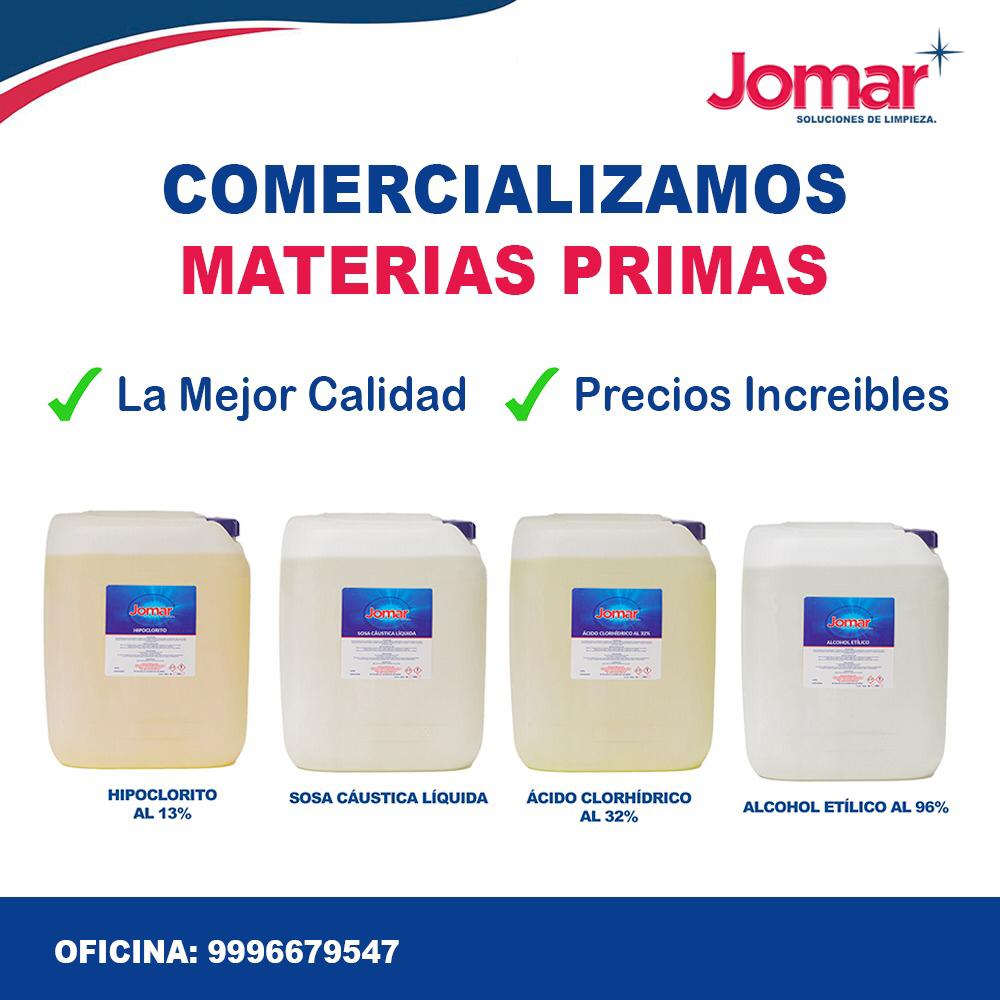 Jomar
SOLUCIONES DE LIMPIEZA.
COMERCIALIZAMOS
MATERIAS PRIMAS
La Mejor Calidad
Precios Increibles
Jomar
HIPOCLORITO
Jomar
SOSA CÁUSTICA LÍQUIDA
Jomar
ÁCIDO CLORHÍDRICO AL 32%
Jomar
ALCOHOL ETÍLICO
HIPOCLORITO
AL 13%
SOSA CÁUSTICA LÍQUIDA
ÁCIDO CLORHÍDRICO
AL 32%
ALCOHOL ETÍLICO AL 96%
OFICINA: 9996679547